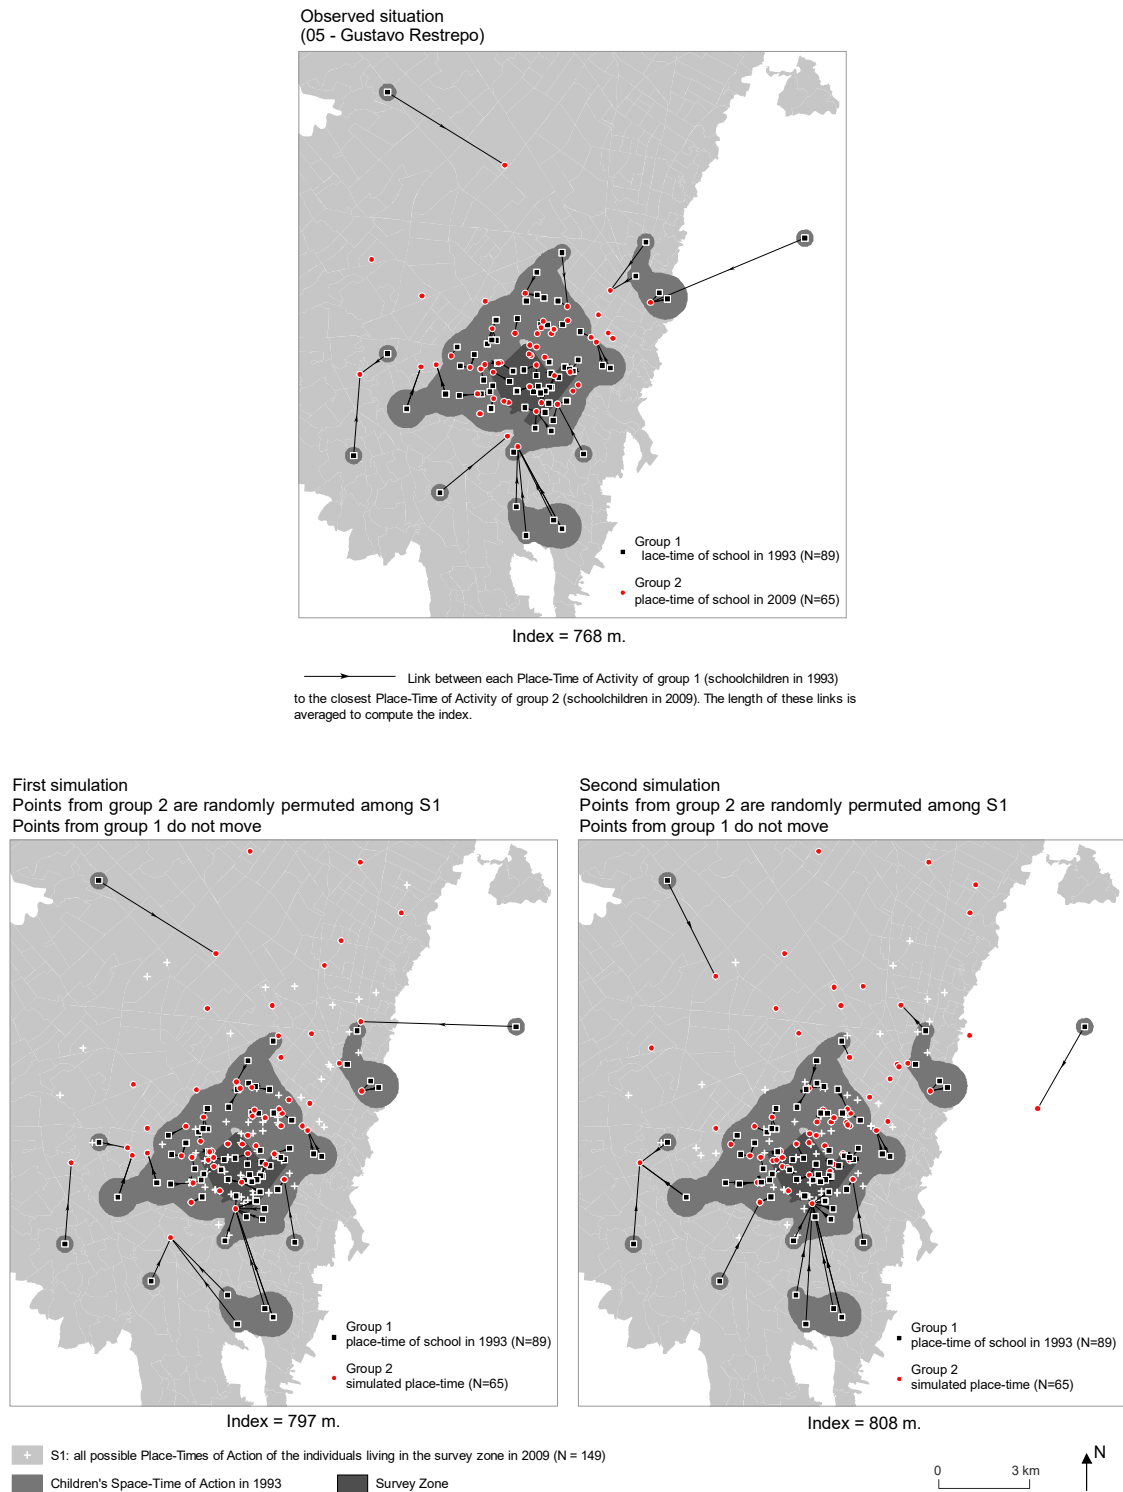 Observed situation
(05 - Gustavo Restrepo)
Group 1
lace-time of school in 1993 (N=89)
Group 2
place-time of school in 2009 (N=65)
Index = 768 m.
Link between each Place-Time of Activity of group 1 (schoolchildren in 1993)
to the closest Place-Time of Activity of group 2 (schoolchildren in 2009). The length of these links is
averaged to compute the index.
First simulation
Points from group 2 are randomly permuted among S1
Points from group 1 do not move
Group 1
place-time of school in 1993 (N=89)
Group 2
simulated place-time (N=65)
Index = 797 m.
Second simulation
Points from group 2 are randomly permuted among S1
Points from group 1 do not move
Group 1
place-time of school in 1993 (N=89)
Group 2
simulated place-time (N=65)
Index = 808 m.
S1: all possible Place-Times of Action of the individuals living in the survey zone in 2009 (N = 149)
Children's Space-Time of Action in 1993
Survey Zone
0 3 km
N